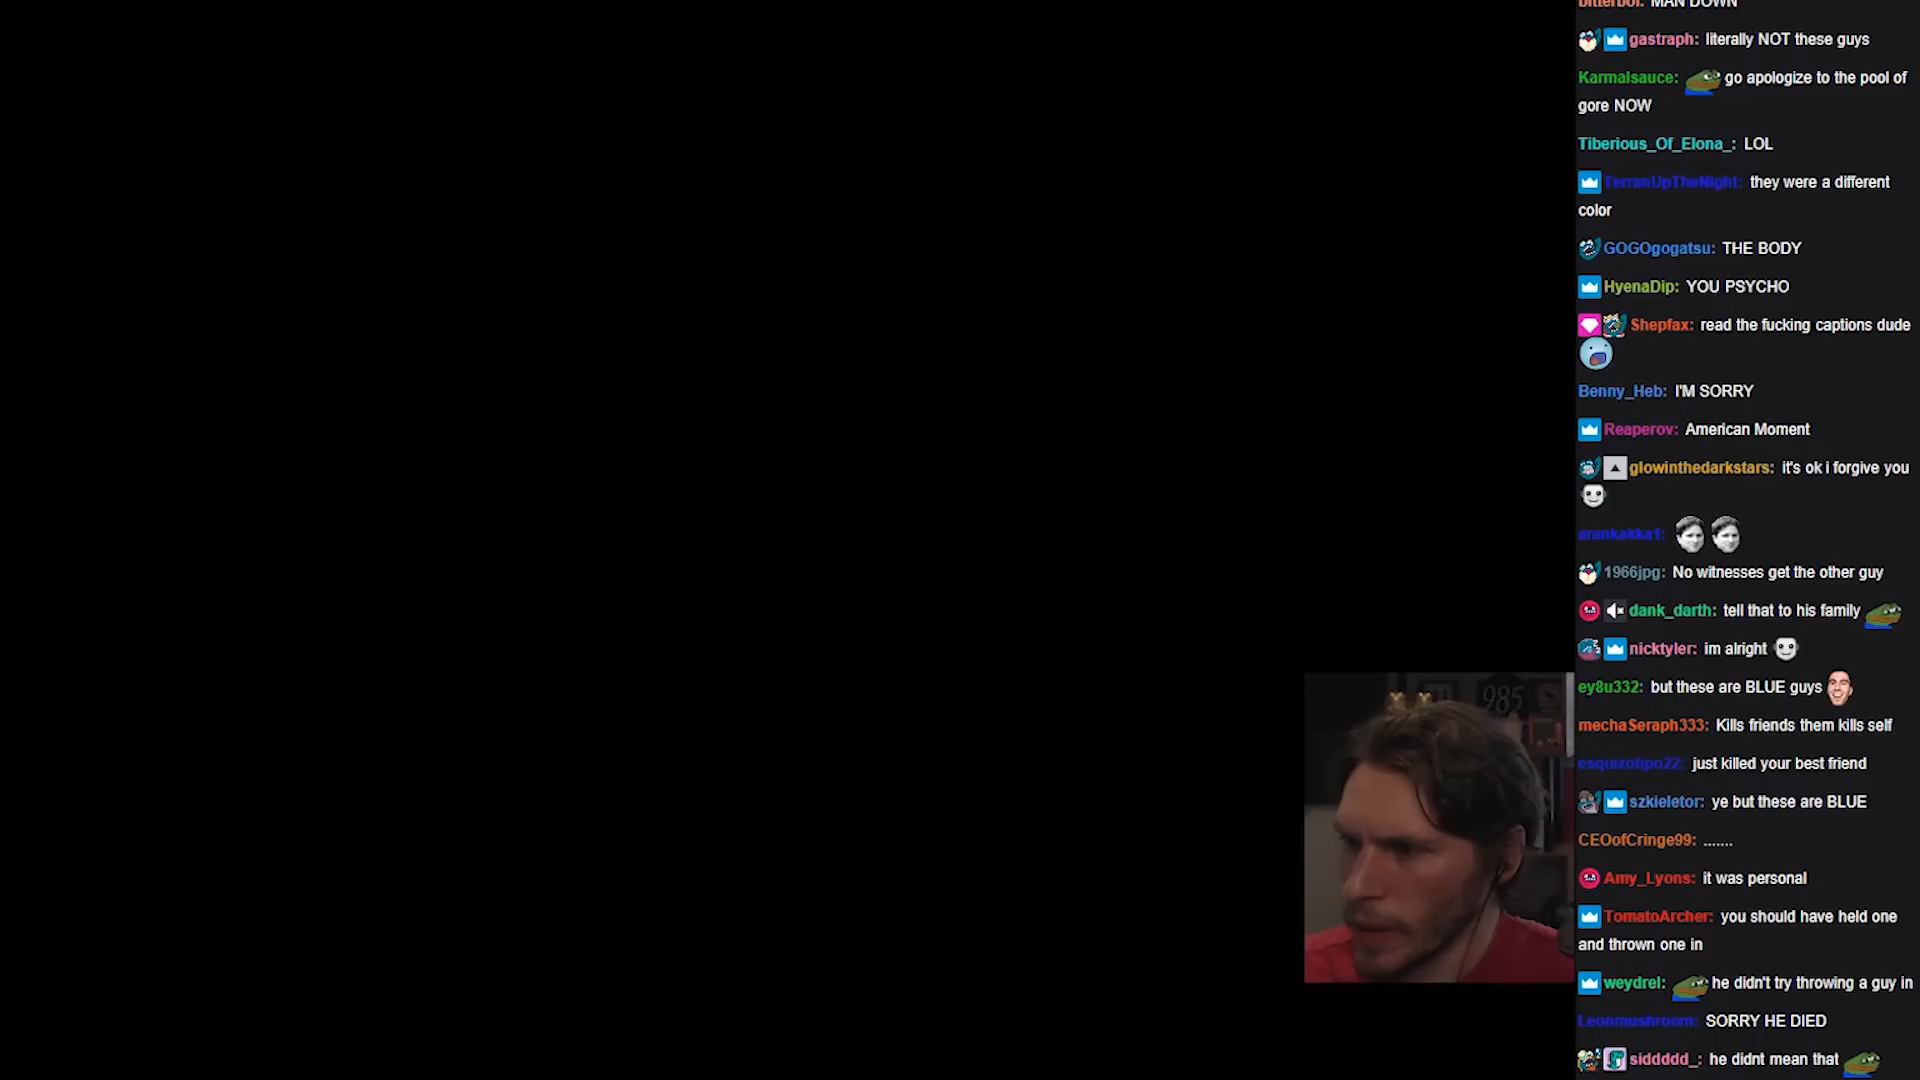 bitterboi: MAN DOWN
gastraph: literally NOT these guys
Karmalsauce: go apologize to the pool of
gore NOW
Tiberious_Of_Elona_: LOL
TerranUpTheNight: they were a different
color
GOGOgogatsu: THE BODY
HyenaDip: YOU PSYCHO
Shepfax: read the fucking captions dude
Benny_Heb: I'M SORRY
Reaperov: American Moment
glowinthedarkstars: it's ok i forgive you
arankakka1:
1966jpg: No witnesses get the other guy
dank_darth: tell that to his family
nicktyler: im alright
ey8u332: but these are BLUE guys
mechaSeraph333: Kills friends them kills self
esquizotipo22: just killed your best friend
szkieletor: ye but these are BLUE
CEOofCringe99: .......
Amy_Lyons: it was personal
TomatoArcher: you should have held one
and thrown one in
weydrel: he didn't try throwing a guy in
Leonmushroom: SORRY HE DIED
siddddd_: he didnt mean that
985